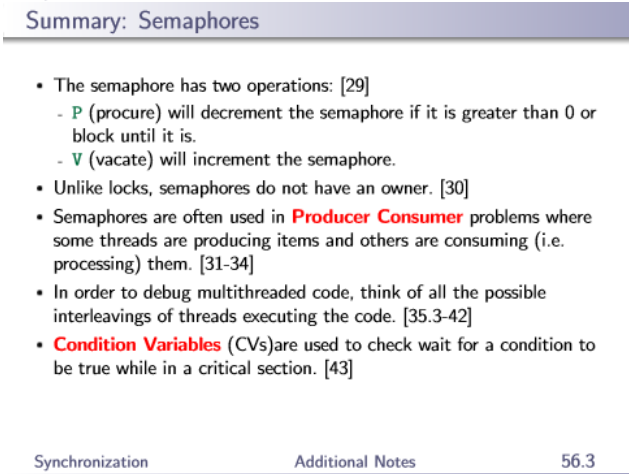 Summary: Semaphores
• The semaphore has two operations: [29]
- P (procure) will decrement the semaphore if it is greater than 0 or
block until it is.
- V (vacate) will increment the semaphore.
• Unlike locks, semaphores do not have an owner. [30]
• Semaphores are often used in Producer Consumer problems where
some threads are producing items and others are consuming (i.e.
processing) them. [31-34]
• In order to debug multithreaded code, think of all the possible
interleavings of threads executing the code. [35.3-42]
• Condition Variables (CVs)are used to check wait for a condition to
be true while in a critical section. [43]
Synchronization Additional Notes 56.3